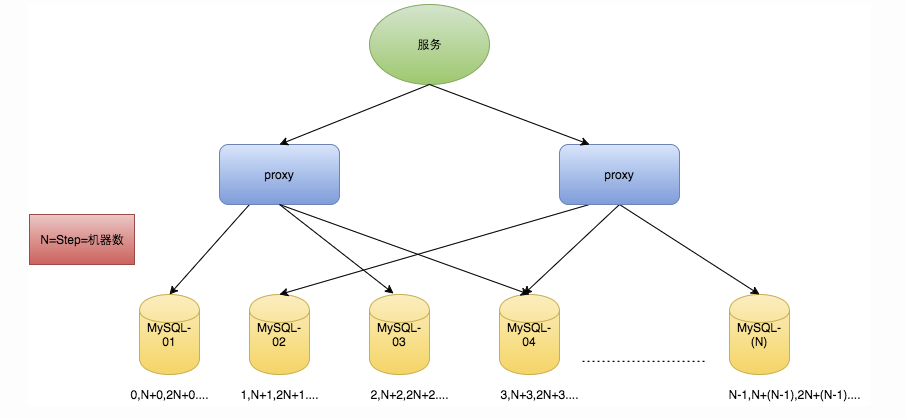 服务
proxy
proxy
N=Step=机器数
MySQL-
01
MySQL-
02
MySQL-
03
MySQL-
04
MySQL-
(N)
0,N+0,2N+0....
1,N+1,2N+1....
2,N+2,2N+2....
3,N+3,2N+3....
N-1,N+(N-1),2N+(N-1)....